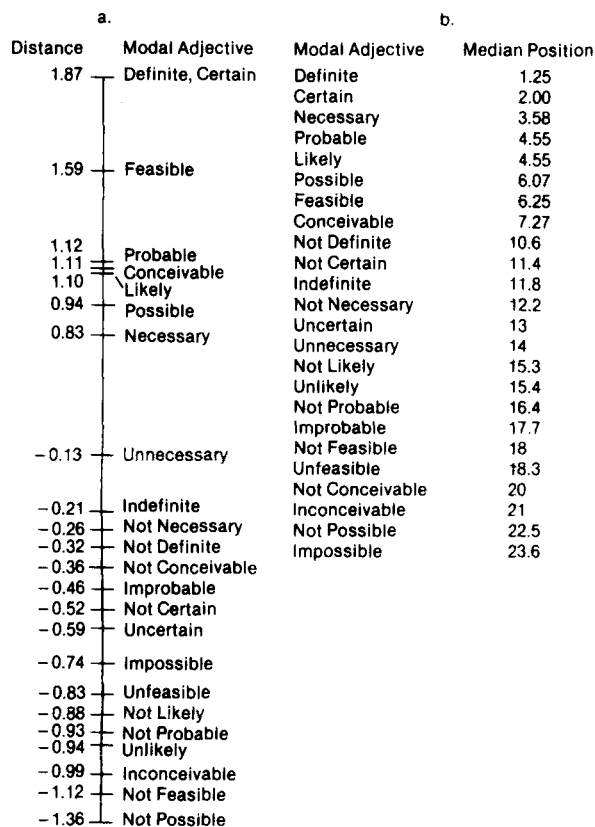 a.
Distance Modal Adjective
1.87 Definite, Certain
1.59 Feasible
1.12 Probable
1.11 Conceivable
1.10 Likely
0.94 Possible
0.83 Necessary
-0.13 Unnecessary
-0.21 Indefinite
-0.26 Not Necessary
-0.32 Not Definite
-0.36 Not Conceivable
-0.46 Improbable
-0.52 Not Certain
-0.59 Uncertain
-0.74 Impossible
-0.83 Unfeasible
-0.88 Not Likely
-0.93 Not Probable
-0.94 Unlikely
-0.99 Inconceivable
-1.12 Not Feasible
-1.36 Not Possible
b.
Modal Adjective Median Position
Definite 1.25
Certain 2.00
Necessary 3.58
Probable 4.55
Likely 4.55
Possible 6.07
Feasible 6.25
Conceivable 7.27
Not Definite 10.6
Not Certain 11.4
Indefinite 11.8
Not Necessary 12.2
Uncertain 13
Unnecessary 14
Not Likely 15.3
Unlikely 15.4
Not Probable 16.4
Improbable 17.7
Not Feasible 18
Unfeasible 18.3
Not Conceivable 20
Inconceivable 21
Not Possible 22.5
Impossible 23.6